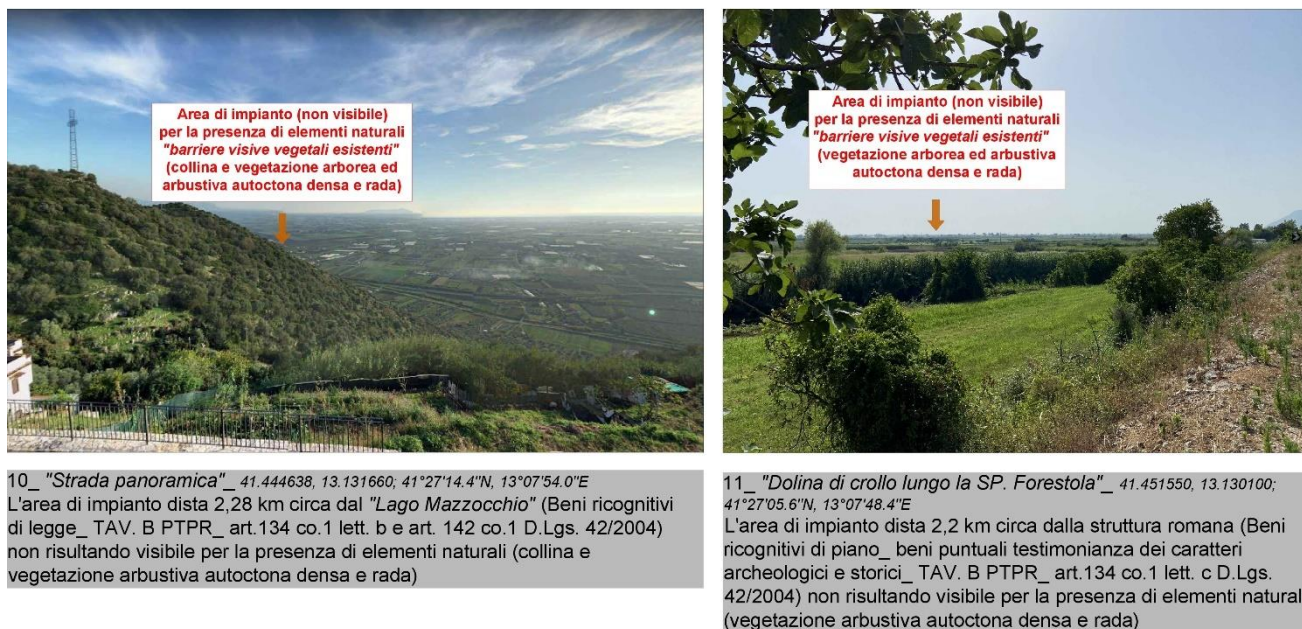 Area di impianto (non visibile)
per la presenza di elementi naturali
"barriere visive vegetali esistenti"
(collina e vegetazione arborea ed
arbustiva autoctona densa e rada)
Area di impianto (non visibile)
per la presenza di elementi naturali
"barriere visive vegetali esistenti"
(vegetazione arborea ed arbustiva
autoctona densa e rada)
10_ "Strada panoramica"_ 41.444638, 13.131660; 41°27'14.4"N, 13°07'54.0"E
L'area di impianto dista 2,28 km circa dal "Lago Mazzocchio" (Beni ricognitivi
di legge_ TAV. B PTPR_ art.134 co.1 lett. b e art. 142 co.1 D.Lgs. 42/2004)
non risultando visibile per la presenza di elementi naturali (collina e
vegetazione arbustiva autoctona densa e rada)
11_ "Dolina di crollo lungo la SP. Forestola"_ 41.451550, 13.130100;
41°27'05.6"N, 13°07'48.4"E
L'area di impianto dista 2,2 km circa dalla struttura romana (Beni
ricognitivi di piano_ beni puntuali testimonianza dei caratteri
archeologici e storici_ TAV. B PTPR_ art.134 co.1 lett. c D.Lgs.
42/2004) non risultando visibile per la presenza di elementi natural
(vegetazione arbustiva autoctona densa e rada)